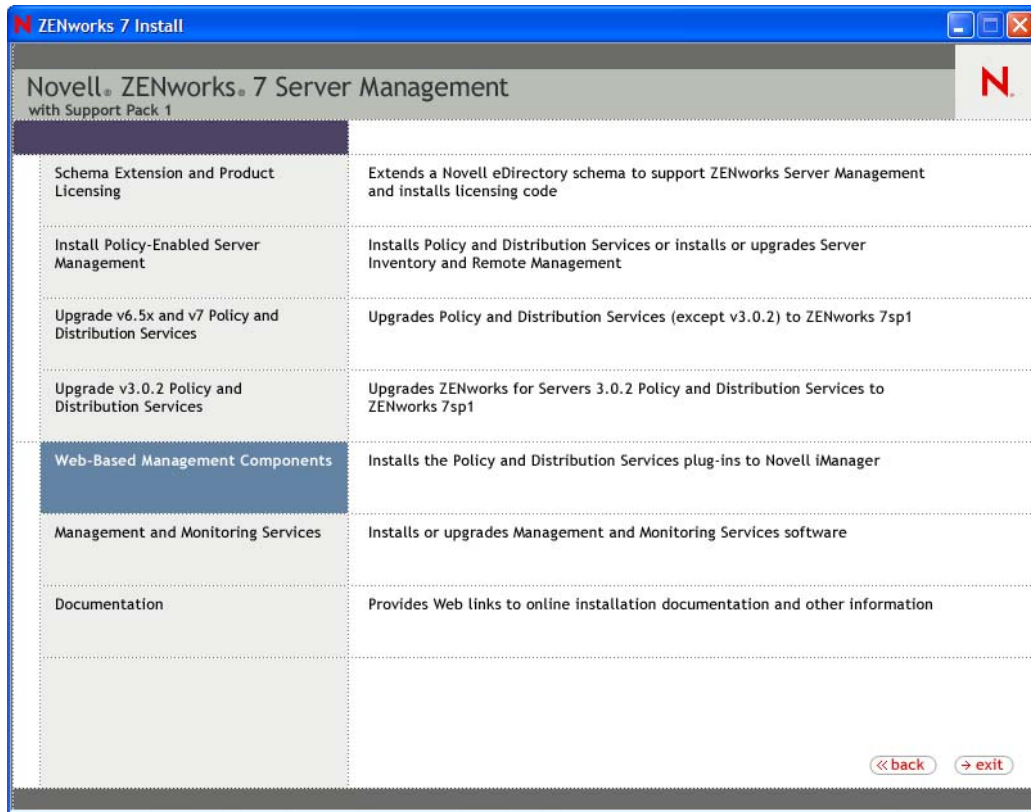 N ZENworks 7 Install
Novell® ZENworks® 7 Server Management
with Support Pack 1
N.
Schema Extension and Product
Licensing
Extends a Novell eDirectory schema to support ZENworks Server Management
and installs licensing code
Install Policy-Enabled Server
Management
Installs Policy and Distribution Services or installs or upgrades Server
Inventory and Remote Management
Upgrade v6.5x and v7 Policy and
Distribution Services
Upgrades Policy and Distribution Services (except v3.0.2) to ZENworks 7sp1
Upgrade v3.0.2 Policy and
Distribution Services
Upgrades ZENworks for Servers 3.0.2 Policy and Distribution Services to
ZENworks 7sp1
Web-Based Management Components
Installs the Policy and Distribution Services plug-ins to Novell iManager
Management and Monitoring Services
Installs or upgrades Management and Monitoring Services software
Documentation
Provides Web links to online installation documentation and other information
« back
→ exit